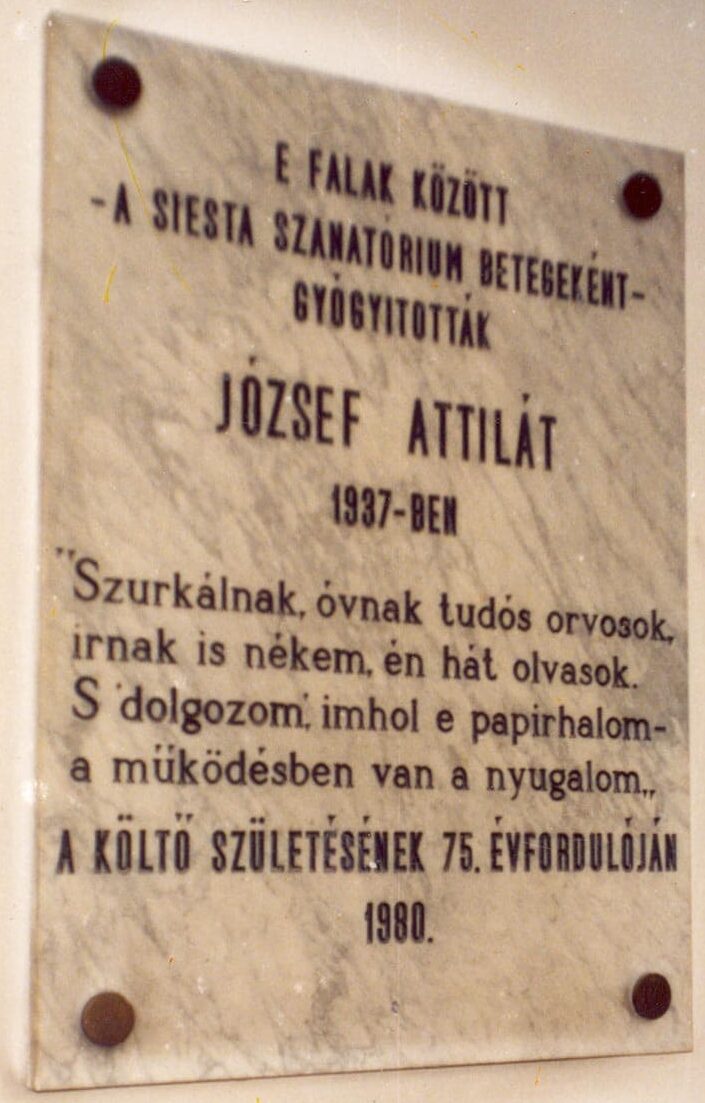 E FALAK KÖZÖTT
-A SIESTA SZANATÓRIUM BETEGEKÉNT-
GYÓGYITOTTÁK
JÓZSEF ATTILÁT
1937-BEN
"Szurkálnak, óvnak tudós orvosok,
irnak is nékem, én hát olvasok.
S 'dolgozom', imhol e papirhalom-
a működésben van a nyugalom„
A KÖLTŐ SZÜLETÉSÉNEK 75. ÉVFORDULÓJÁN
1980.